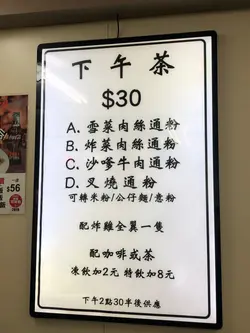 下午茶
$30
A. 雪菜肉絲通粉
B. 炸菜肉絲通粉
C. 沙嗲牛肉通粉
D. 叉燒通粉
可轉米粉/公仔麵/意粉
配炸雞全翼一隻
配咖啡或茶
凍飲加2元 特飲加8元
下午2點30半後供應
$56